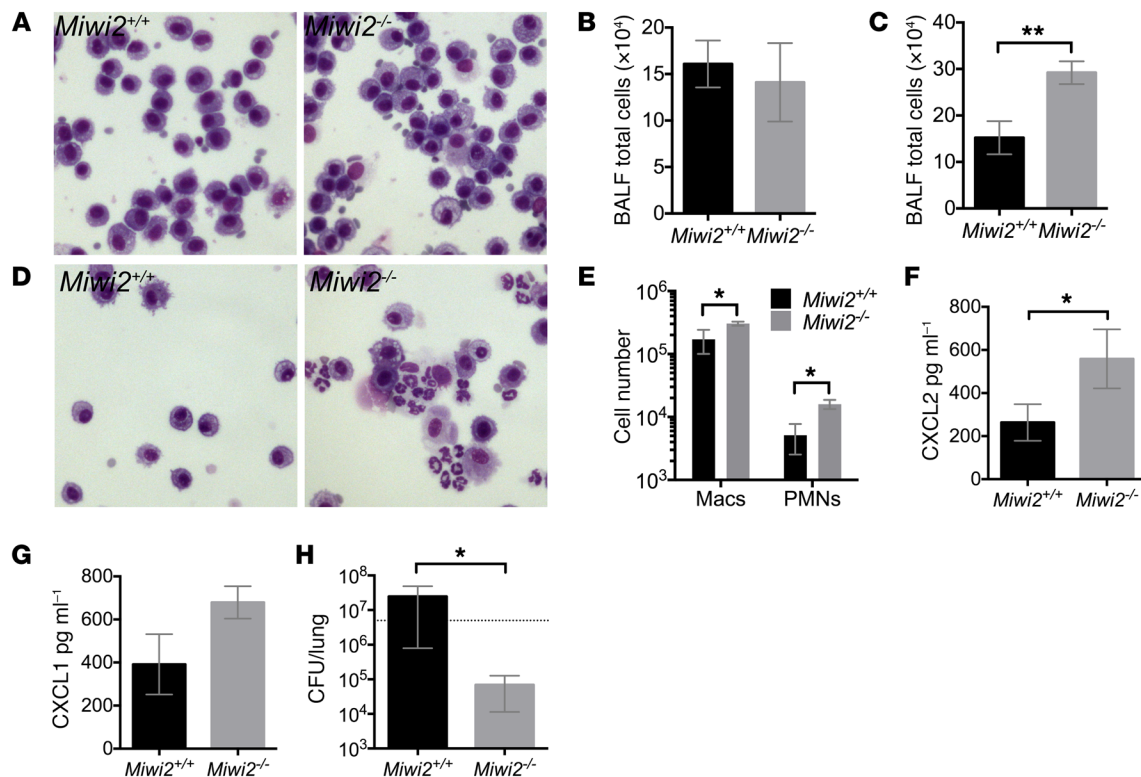 A
Miwi2+/+
Miwi2-/-
B
BALF total cells (×10⁴)
20
15
10
5
0
Miwi2+/+ Miwi2-/-
C
BALF total cells (×10⁴)
**
40
30
20
10
0
Miwi2+/+ Miwi2-/-
D
Miwi2+/+
Miwi2-/-
E
Cell number
10⁶
10⁵
10⁴
10³
*
*
Miwi2+/+
Miwi2-/-
Macs PMNs
F
CXCL2 pg ml⁻¹
*
800
600
400
200
0
Miwi2+/+ Miwi2-/-
G
CXCL1 pg ml⁻¹
800
600
400
200
0
Miwi2+/+ Miwi2-/-
H
CFU/lung
*
10⁸
10⁷
10⁶
10⁵
10⁴
10³
Miwi2+/+ Miwi2-/-